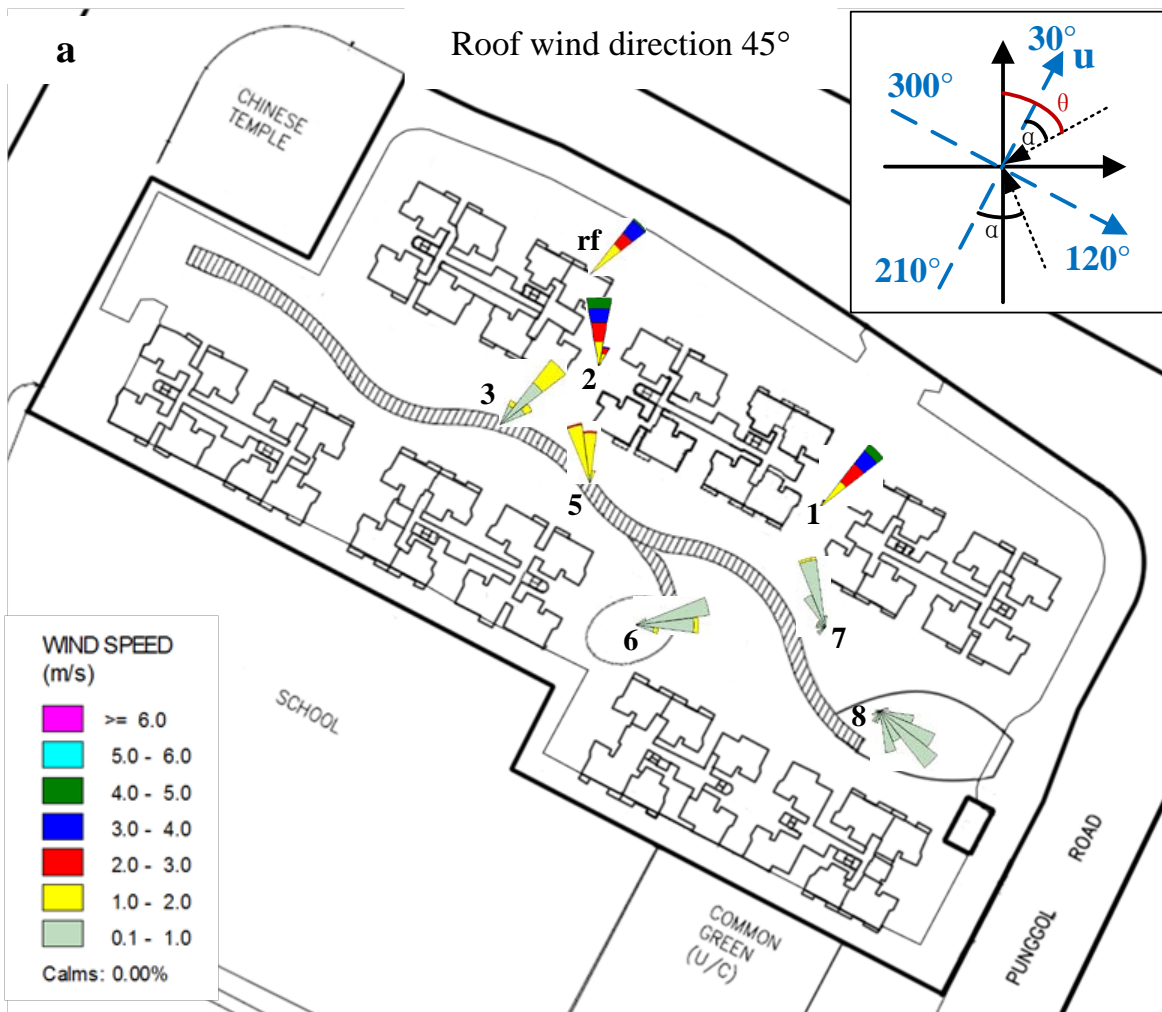 a
Roof wind direction 45°
30°
u
300°
θ
α
α
120°
210°
CHINESE
TEMPLE
rf
2
3
5
1
6
7
8
WIND SPEED
(m/s)
>= 6.0
5.0 - 6.0
4.0 - 5.0
3.0 - 4.0
2.0 - 3.0
1.0 - 2.0
0.1 - 1.0
Calms: 0.00%
SCHOOL
COMMON
GREEN
(U/C)
PUNGGOL ROAD